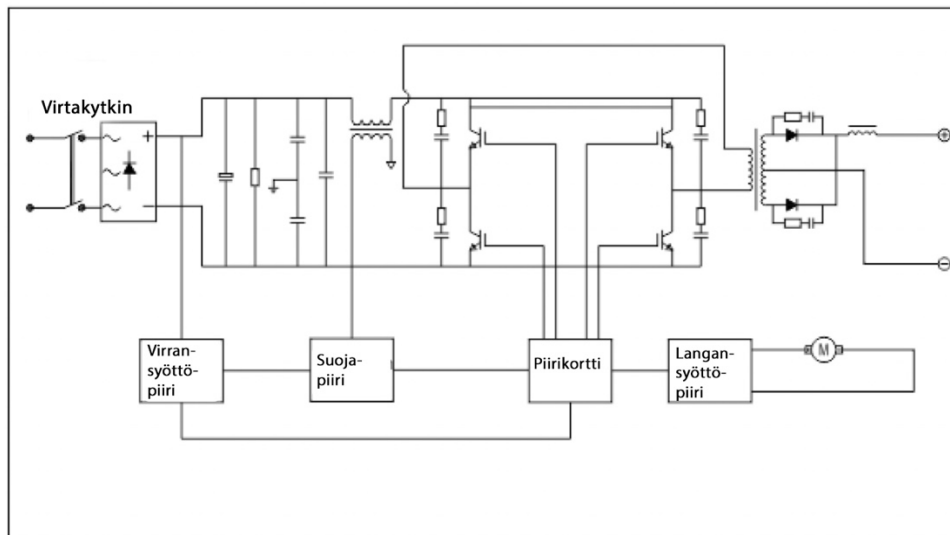 Virtakytkin
+
−
+
−
Virran-
syöttö-
piiri
Suoja-
piiri
Piirikortti
Langan-
syöttö-
piiri
M